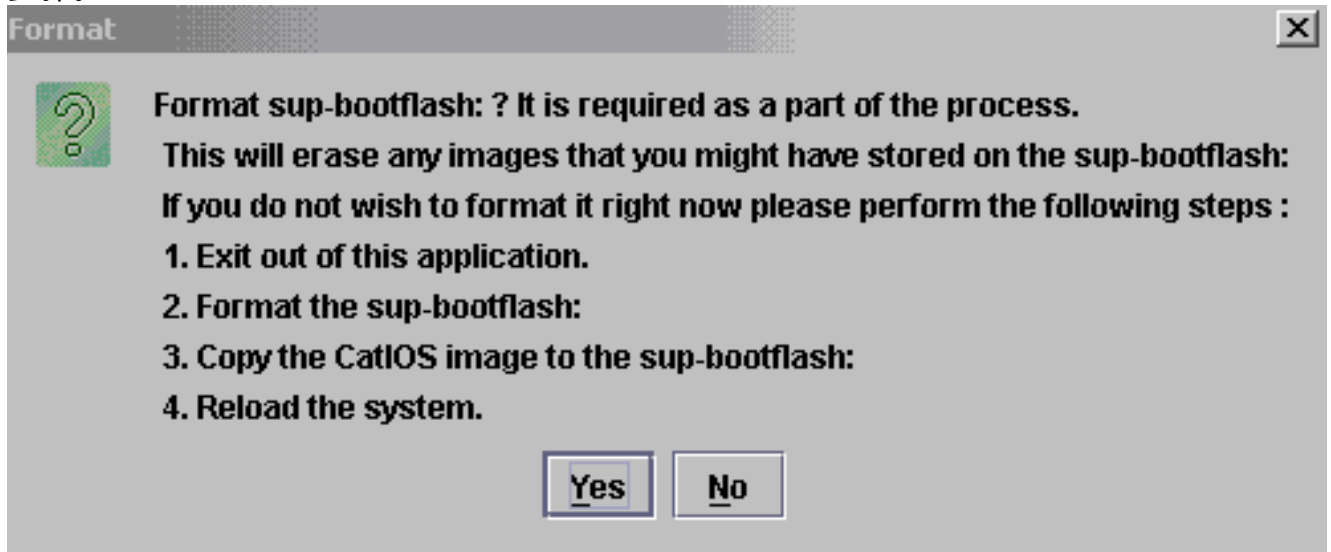 Format
Format sup-bootflash: ? It is required as a part of the process.
This will erase any images that you might have stored on the sup-bootflash:
If you do not wish to format it right now please perform the following steps :
1. Exit out of this application.
2. Format the sup-bootflash:
3. Copy the CatIOS image to the sup-bootflash:
4. Reload the system.
Yes No